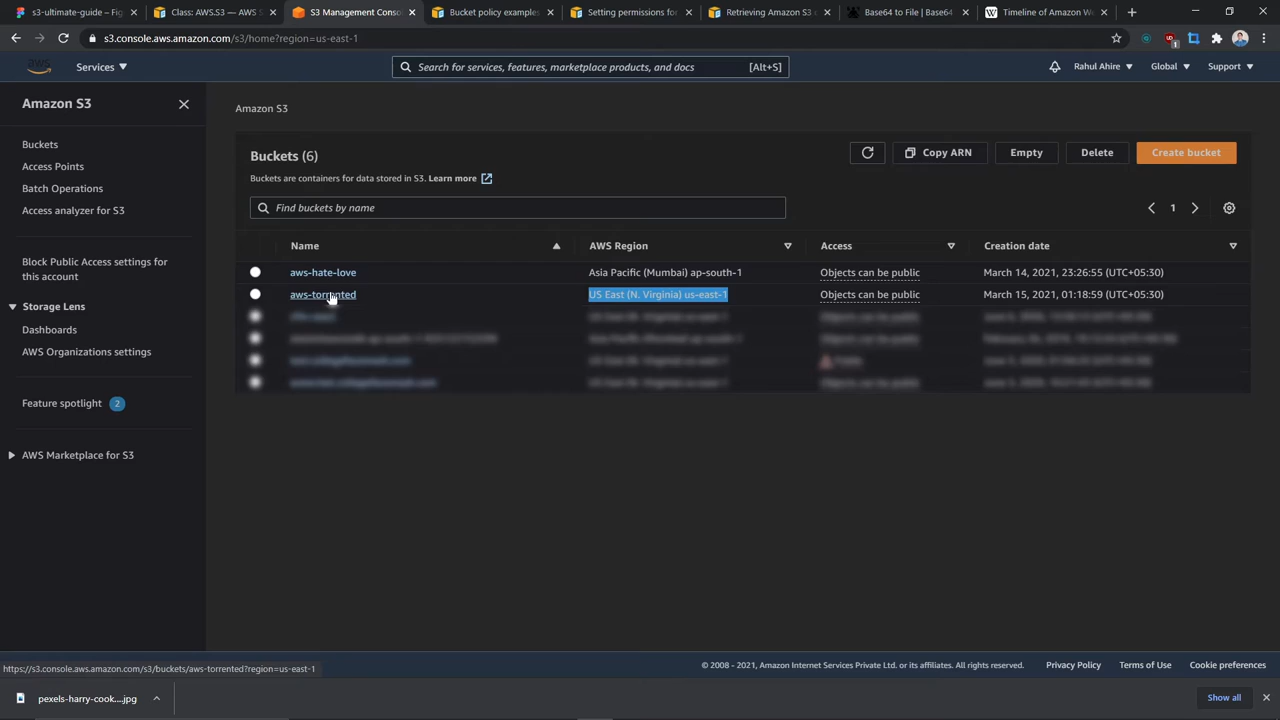 s3-ultimate-guide – Fig
Class: AWS.S3 — AWS S
S3 Management Conso
Bucket policy examples
Setting permissions for
Retrieving Amazon S3 o
Base64 to File | Base64
Timeline of Amazon We
s3.console.aws.amazon.com/s3/home?region=us-east-1
aws
Services
Search for services, features, marketplace products, and docs
[Alt+S]
Rahul Ahire
Global
Support
Amazon S3
Buckets
Access Points
Batch Operations
Access analyzer for S3
Block Public Access settings for
this account
Storage Lens
Dashboards
AWS Organizations settings
Feature spotlight 2
AWS Marketplace for S3
Amazon S3
Buckets (6)
Buckets are containers for data stored in S3. Learn more
Copy ARN
Empty
Delete
Create bucket
Find buckets by name
1
Name AWS Region Access Creation date
aws-hate-love Asia Pacific (Mumbai) ap-south-1 Objects can be public March 14, 2021, 23:26:55 (UTC+05:30)
aws-torrented US East (N. Virginia) us-east-1 Objects can be public March 15, 2021, 01:18:59 (UTC+05:30)
https://s3.console.aws.amazon.com/s3/buckets/aws-torrented?region=us-east-1
© 2008 - 2021, Amazon Internet Services Private Ltd. or its affiliates. All rights reserved.
Privacy Policy
Terms of Use
Cookie preferences
pexels-harry-cook....jpg
Show all